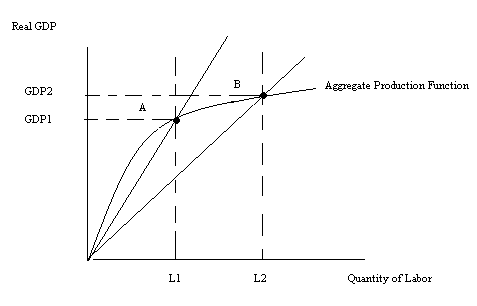 Real GDP
GDP2
B
Aggregate Production Function
A
GDP1
L1
L2
Quantity of Labor